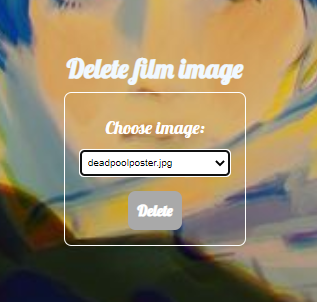 Delete film image
Choose Image:
deadpoolposter.jpg
Delete